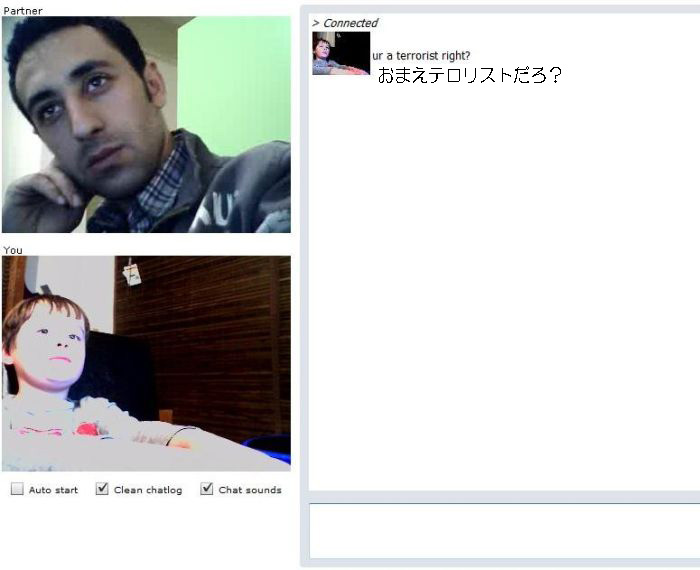 Partner
> Connected
ur a terrorist right?
おまえテロリストだろ？
You
Auto start
Clean chatlog
Chat sounds